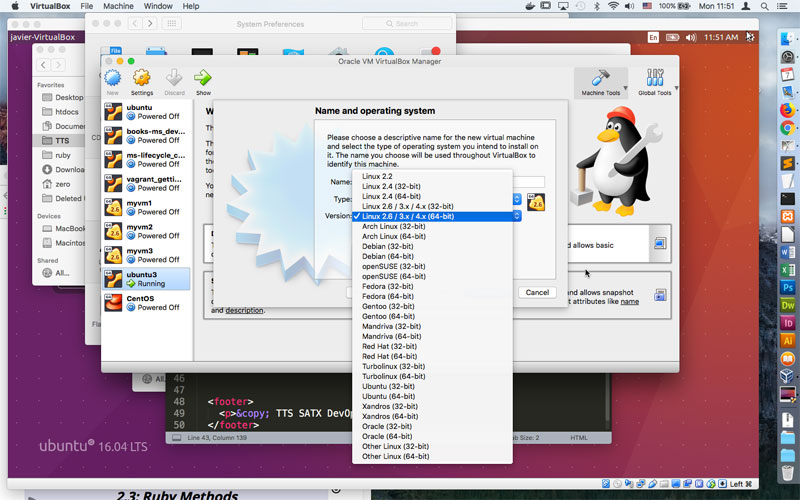 VirtualBox File Machine Window Help 100% Mon 11:51
javier-VirtualBox En 11:51 AM
System Preferences
Search
Oracle VM VirtualBox Manager
New Settings Discard Show Machine Tools Global Tools
Favorites
Desktop
htdocs
Docume
TTS
ruby
Downloa
zero
Deleted
Devices
MacBook
Macintos
Shared
All...
ubuntu
Powered Off
books-ms_dev...
Powered Off
ms-lifecycle_c...
Powered Off
vagrant_getti...
Powered Off
myvm1
Powered Off
myvm2
Powered Off
myvm3
Powered Off
ubuntu3
Running
CentOS
Powered Off
Name and operating system
Please choose a descriptive name for the new virtual machine
and select the type of operating system you intend to install on
it. The name you choose will be used throughout VirtualBox to
identify this machine.
Name:
Type:
Version:
Linux 2.2
Linux 2.4 (32-bit)
Linux 2.4 (64-bit)
Linux 2.6 / 3.x / 4.x (32-bit)
Linux 2.6 / 3.x / 4.x (64-bit)
Arch Linux (32-bit)
Arch Linux (64-bit)
Debian (32-bit)
Debian (64-bit)
openSUSE (32-bit)
openSUSE (64-bit)
Fedora (32-bit)
Fedora (64-bit)
Gentoo (32-bit)
Gentoo (64-bit)
Mandriva (32-bit)
Mandriva (64-bit)
Red Hat (32-bit)
Red Hat (64-bit)
Turbolinux (32-bit)
Turbolinux (64-bit)
Ubuntu (32-bit)
Ubuntu (64-bit)
Xandros (32-bit)
Xandros (64-bit)
Oracle (32-bit)
Oracle (64-bit)
Other Linux (32-bit)
Other Linux (64-bit)
Cancel
nd allows basic
and allows snapshot
t attributes like name
and description.
All...
46
47
48 <footer>
49 <p>&copy; TTS SATX DevOp
50 </footer>
Line 43, Column 139 ab Size: 2 HTML
ubuntu® 16.04 LTS
Left ⌘
2.3: Ruby Methods